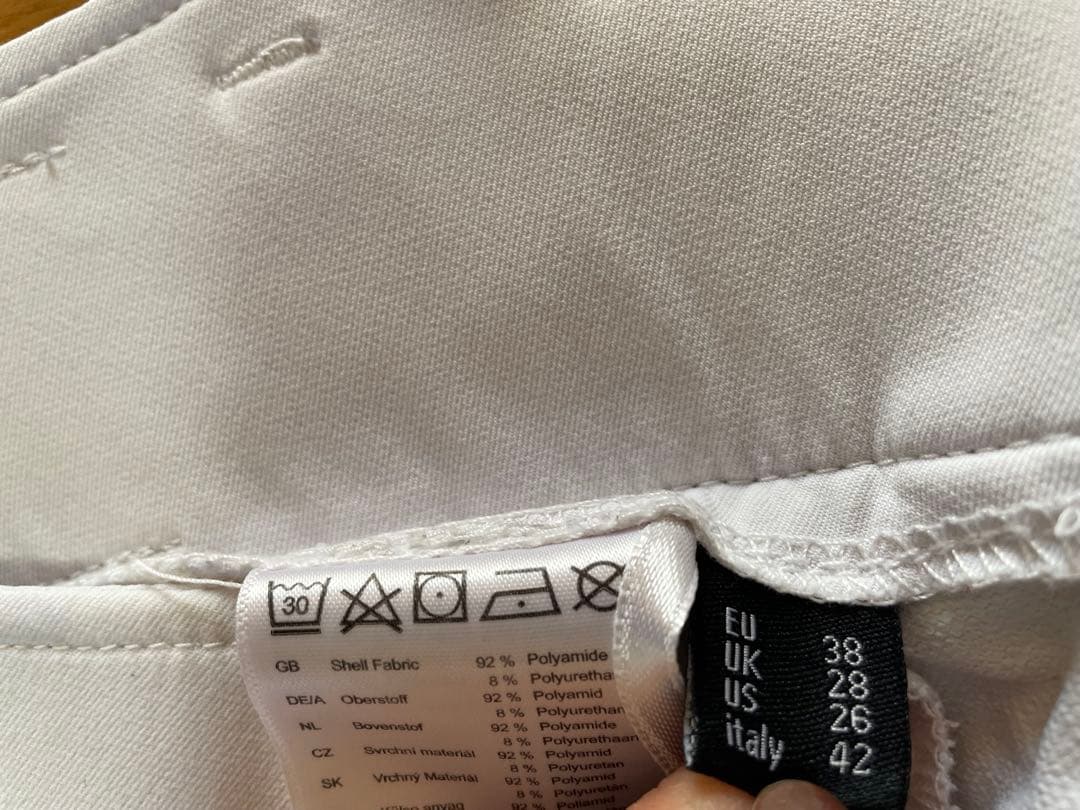 30
GB Shell Fabric 92 % Polyamide
8 %
DE/A Oberstoff 92 % Polyamid
8 %
NL Bovenstof 92 % Polyamide
8 % Polyurethaan
CZ Svrchní materiál 92 % Polyamid
8 % Polyuretan
SK Vrchný Materiál 92 % Polyamid
8 % Polyuretán
92 % Poliamid
EU 38
UK 28
US 26
italy 42